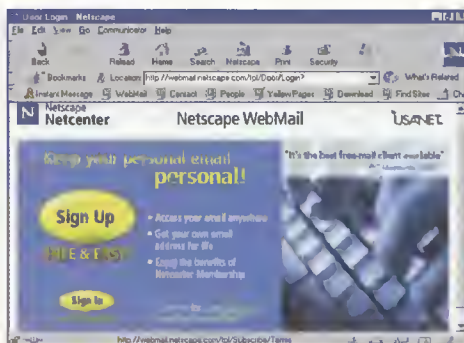 User Login Netscape
File Edit View Go Communicator Help
Back Reload Home Search Netscape Print Security
Bookmarks Location: http://webmail.netscape.com/tpl/Door/Login? What's Related
Instant Message WebMail Contact People Yellow Pages Download Find Sites
Netscape
Netcenter
Netscape WebMail
USA.NET
Keep your personal email
personal!
"It's the best free-mail client available"
Sign Up
FREE & EASY
• Access your email anywhere
• Get your own email
address for life
• Enjoy the benefits of
Netcenter Membership
Sign In
http://webmail.netscape.com/tpl/Subscribe/Terms